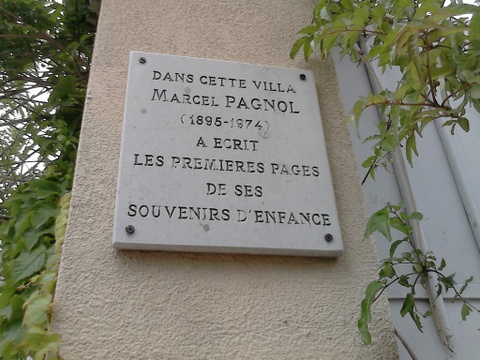 DANS CETTE VILLA
MARCEL PAGNOL
(1895-1974)
A ECRIT
LES PREMIERES PAGES
DE SES
SOUVENIRS D'ENFANCE